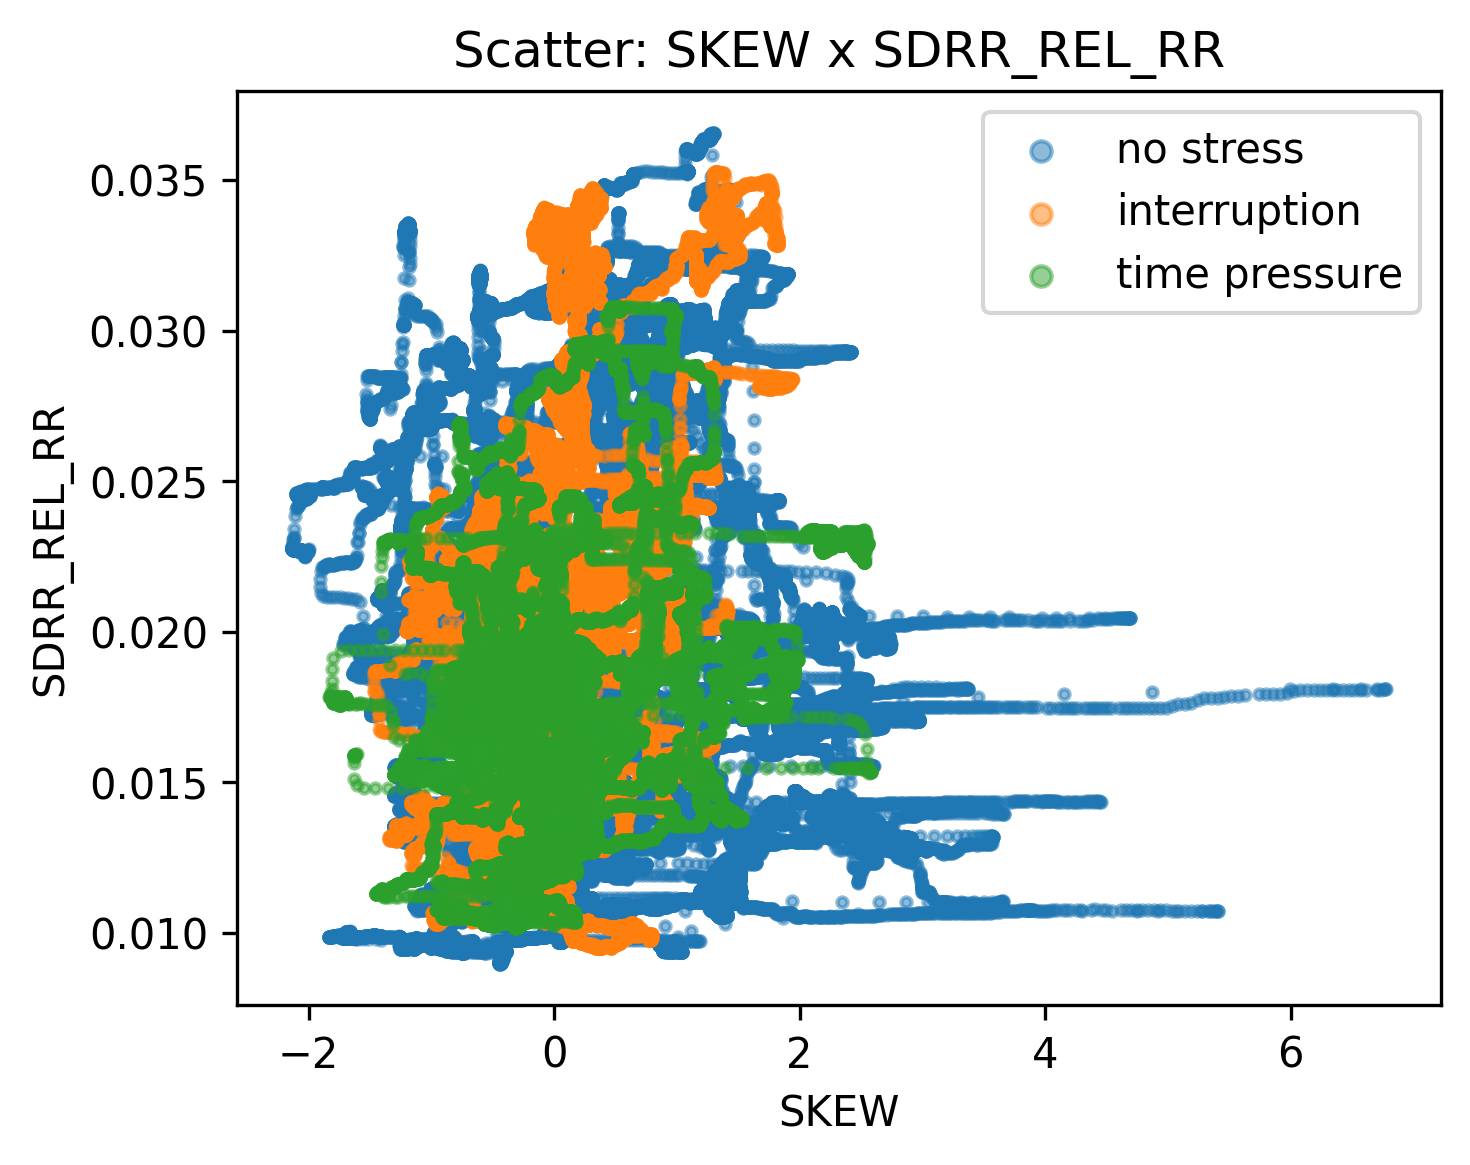 Scatter: SKEW x SDRR_REL_RR
no stress
interruption
time pressure
SDRR_REL_RR
0.035
0.030
0.025
0.020
0.015
0.010
−2 0 2 4 6
SKEW